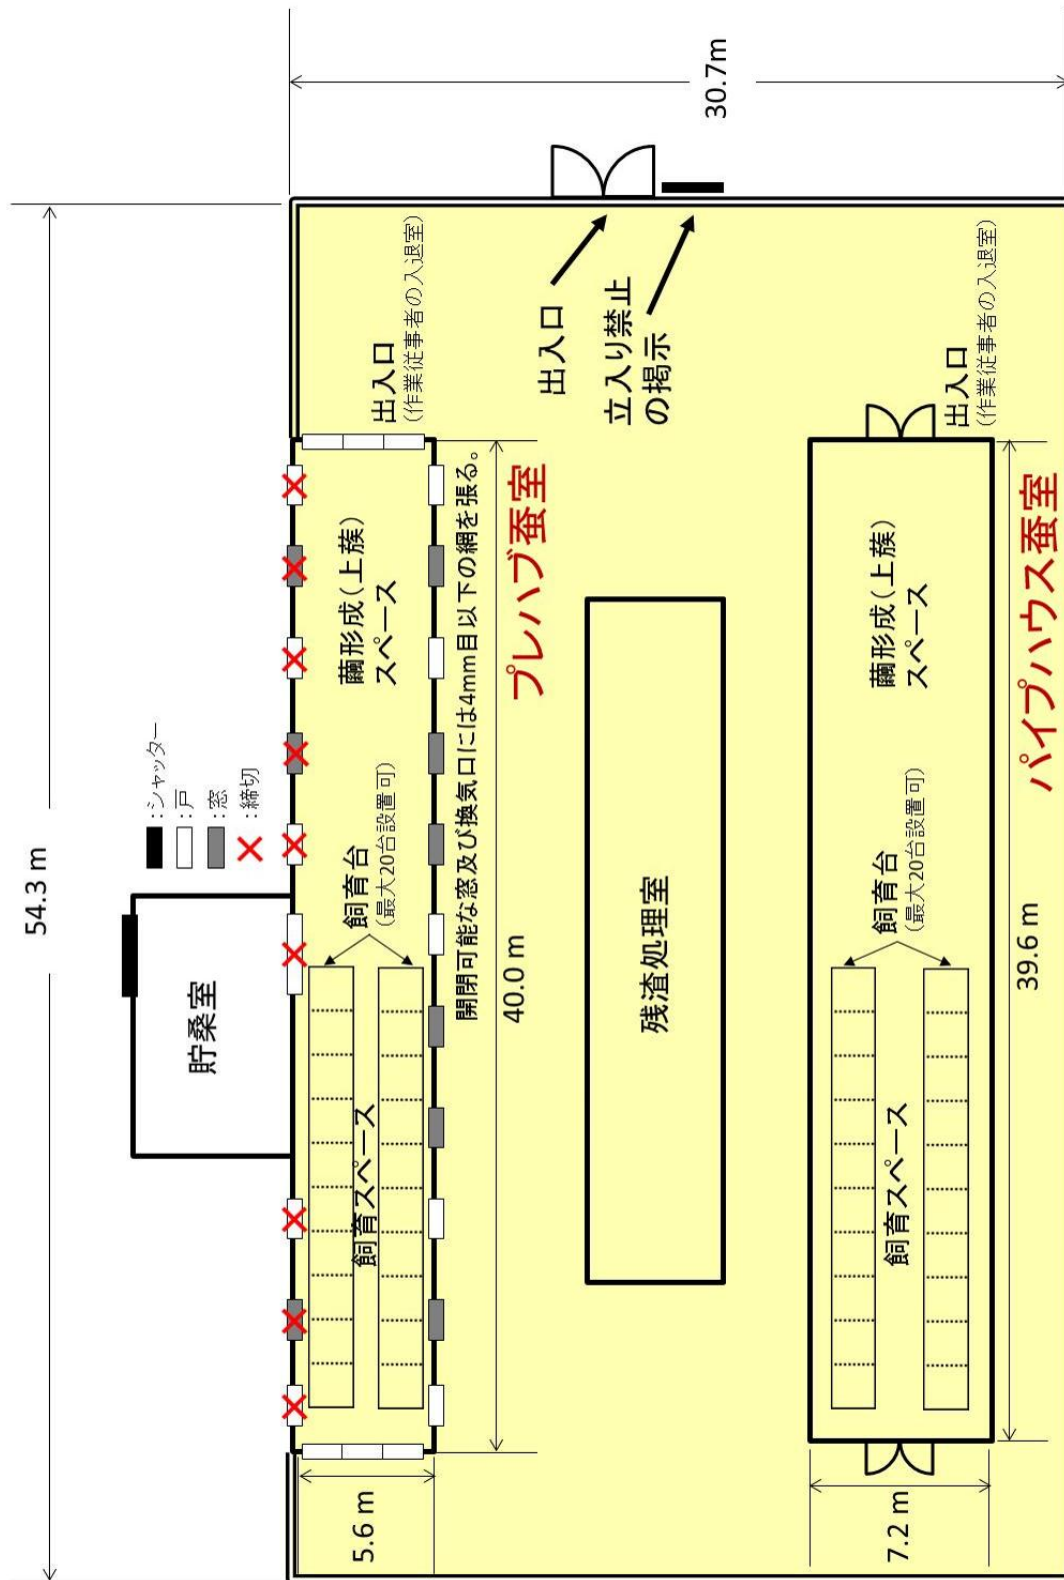 54.3 m
30.7m
:シャッター
:戸
:窓
:締切
貯桑室
5.6 m
飼育スペース
飼育台
(最大20台設置可)
繭形成(上蔟)
スペース
出入口
(作業従事者の入退室)
開閉可能な窓及び換気口には4mm目以下の網を張る。
40.0 m
プレハブ蚕室
出入口
立入り禁止
の掲示
残渣処理室
7.2 m
飼育スペース
飼育台
(最大20台設置可)
繭形成(上蔟)
スペース
出入口
(作業従事者の入退室)
39.6 m
パイプハウス蚕室